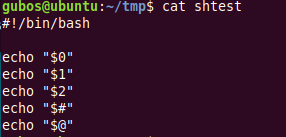 gubos@ubuntu:~/tmp$ cat shtest
#!/bin/bash
echo "$0"
echo "$1"
echo "$2"
echo "$#"
echo "$@"